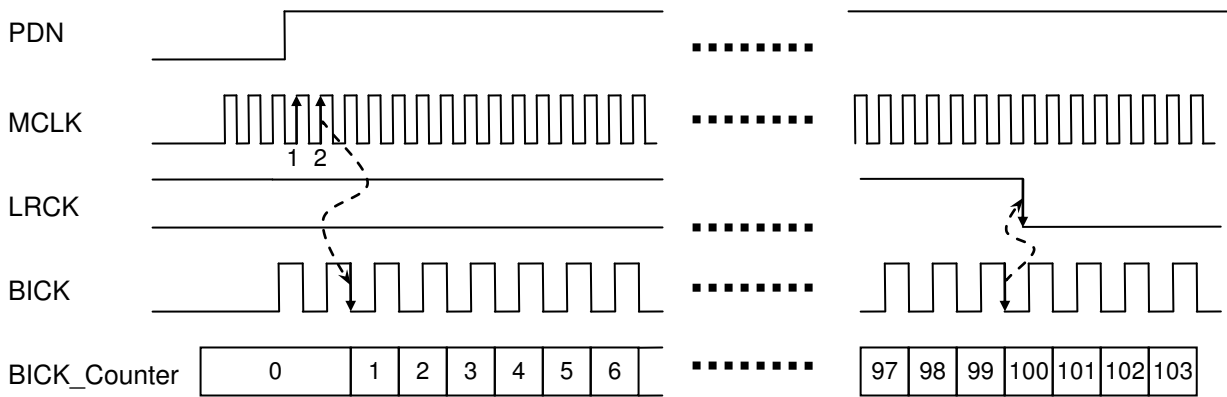 PDN
MCLK
1 2
LRCK
BICK
BICK_Counter 0 1 2 3 4 5 6 97 98 99 100 101 102 103